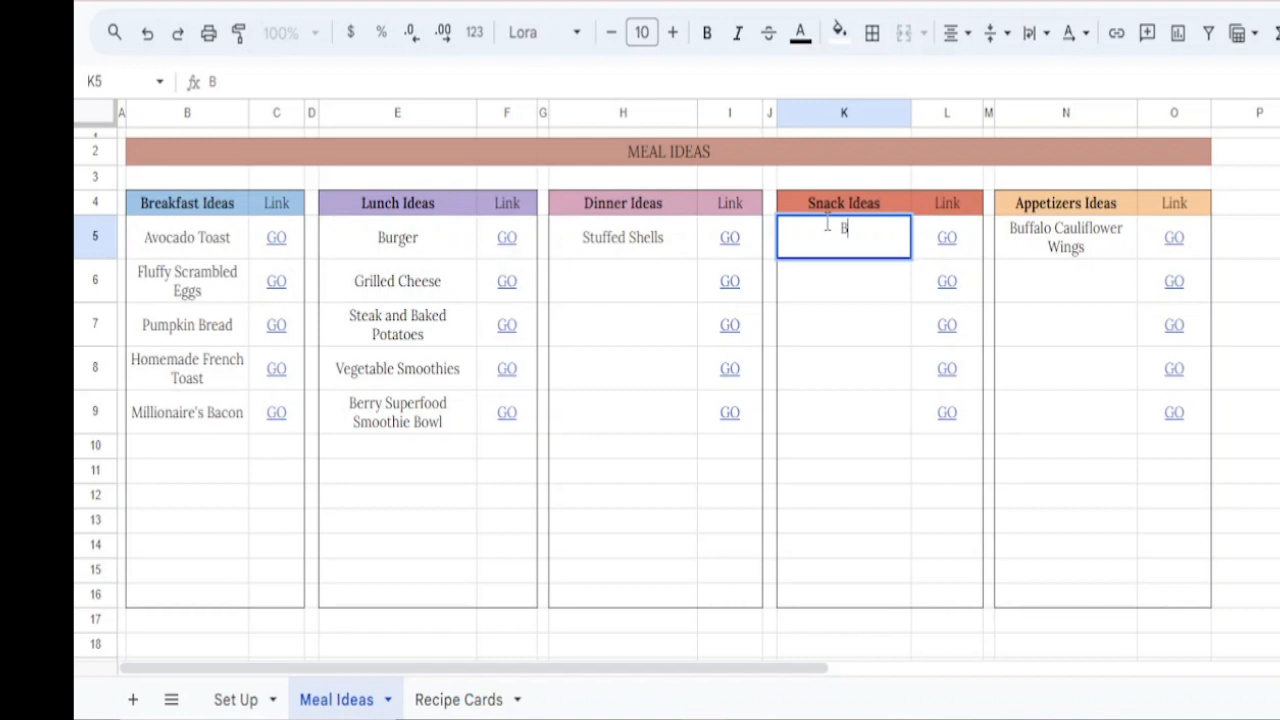 100% $ % .0 .00 123 Lora − 10 + B I S A
K5 fx B
A B C D E F G H I J K L M N O P
1
2 MEAL IDEAS
3
4 Breakfast Ideas Link Lunch Ideas Link Dinner Ideas Link Snack Ideas Link Appetizers Ideas Link
5 Avocado Toast GO Burger GO Stuffed Shells GO B GO Buffalo Cauliflower Wings GO
6 Fluffy Scrambled Eggs GO Grilled Cheese GO GO GO GO
7 Pumpkin Bread GO Steak and Baked Potatoes GO GO GO GO
8 Homemade French Toast GO Vegetable Smoothies GO GO GO GO
9 Millionaire's Bacon GO Berry Superfood Smoothie Bowl GO GO GO GO
10
11
12
13
14
15
16
17
18
+ Set Up Meal Ideas Recipe Cards